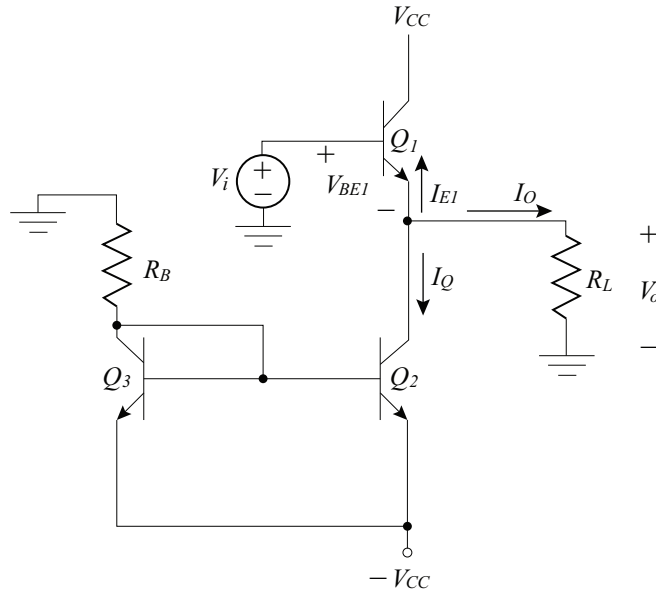 V_CC
Q_1
+
V_i
+
−
V_BE1
−
I_E1
I_O
+
R_B
I_Q
R_L
V_o
−
Q_3
Q_2
− V_CC